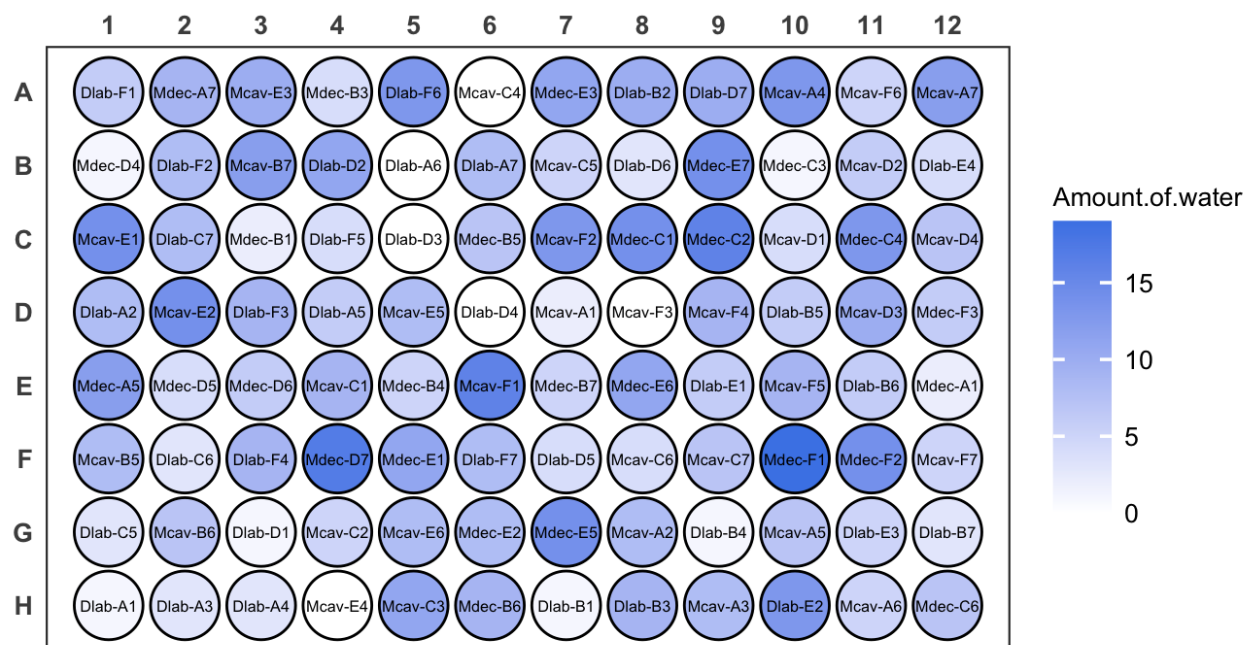 1 2 3 4 5 6 7 8 9 10 11 12
A Dlab-F1 Mdec-A7 Mcav-E3 Mdec-B3 Dlab-F6 Mcav-C4 Mdec-E3 Dlab-B2 Dlab-D7 Mcav-A4 Mcav-F6 Mcav-A7
B Mdec-D4 Dlab-F2 Mcav-B7 Dlab-D2 Dlab-A6 Dlab-A7 Mcav-C5 Dlab-D6 Mdec-E7 Mdec-C3 Mcav-D2 Dlab-E4
C Mcav-E1 Dlab-C7 Mdec-B1 Dlab-F5 Dlab-D3 Mdec-B5 Mcav-F2 Mdec-C1 Mdec-C2 Mcav-D1 Mdec-C4 Mcav-D4
D Dlab-A2 Mcav-E2 Dlab-F3 Dlab-A5 Mcav-E5 Dlab-D4 Mcav-A1 Mcav-F3 Mcav-F4 Dlab-B5 Mcav-D3 Mdec-F3
E Mdec-A5 Mdec-D5 Mdec-D6 Mcav-C1 Mdec-B4 Mcav-F1 Mdec-B7 Mdec-E6 Dlab-E1 Mcav-F5 Dlab-B6 Mdec-A1
F Mcav-B5 Dlab-C6 Dlab-F4 Mdec-D7 Mdec-E1 Dlab-F7 Dlab-D5 Mcav-C6 Mcav-C7 Mdec-F1 Mdec-F2 Mcav-F7
G Dlab-C5 Mcav-B6 Dlab-D1 Mcav-C2 Mcav-E6 Mdec-E2 Mdec-E5 Mcav-A2 Dlab-B4 Mcav-A5 Dlab-E3 Dlab-B7
H Dlab-A1 Dlab-A3 Dlab-A4 Mcav-E4 Mcav-C3 Mdec-B6 Dlab-B1 Dlab-B3 Mcav-A3 Dlab-E2 Mcav-A6 Mdec-C6
Amount.of.water
15
10
5
0